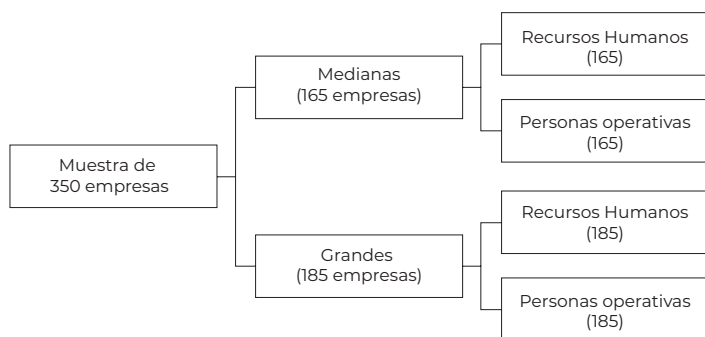 Muestra de
350 empresas
Medianas
(165 empresas)
Recursos Humanos
(165)
Personas operativas
(165)
Grandes
(185 empresas)
Recursos Humanos
(185)
Personas operativas
(185)